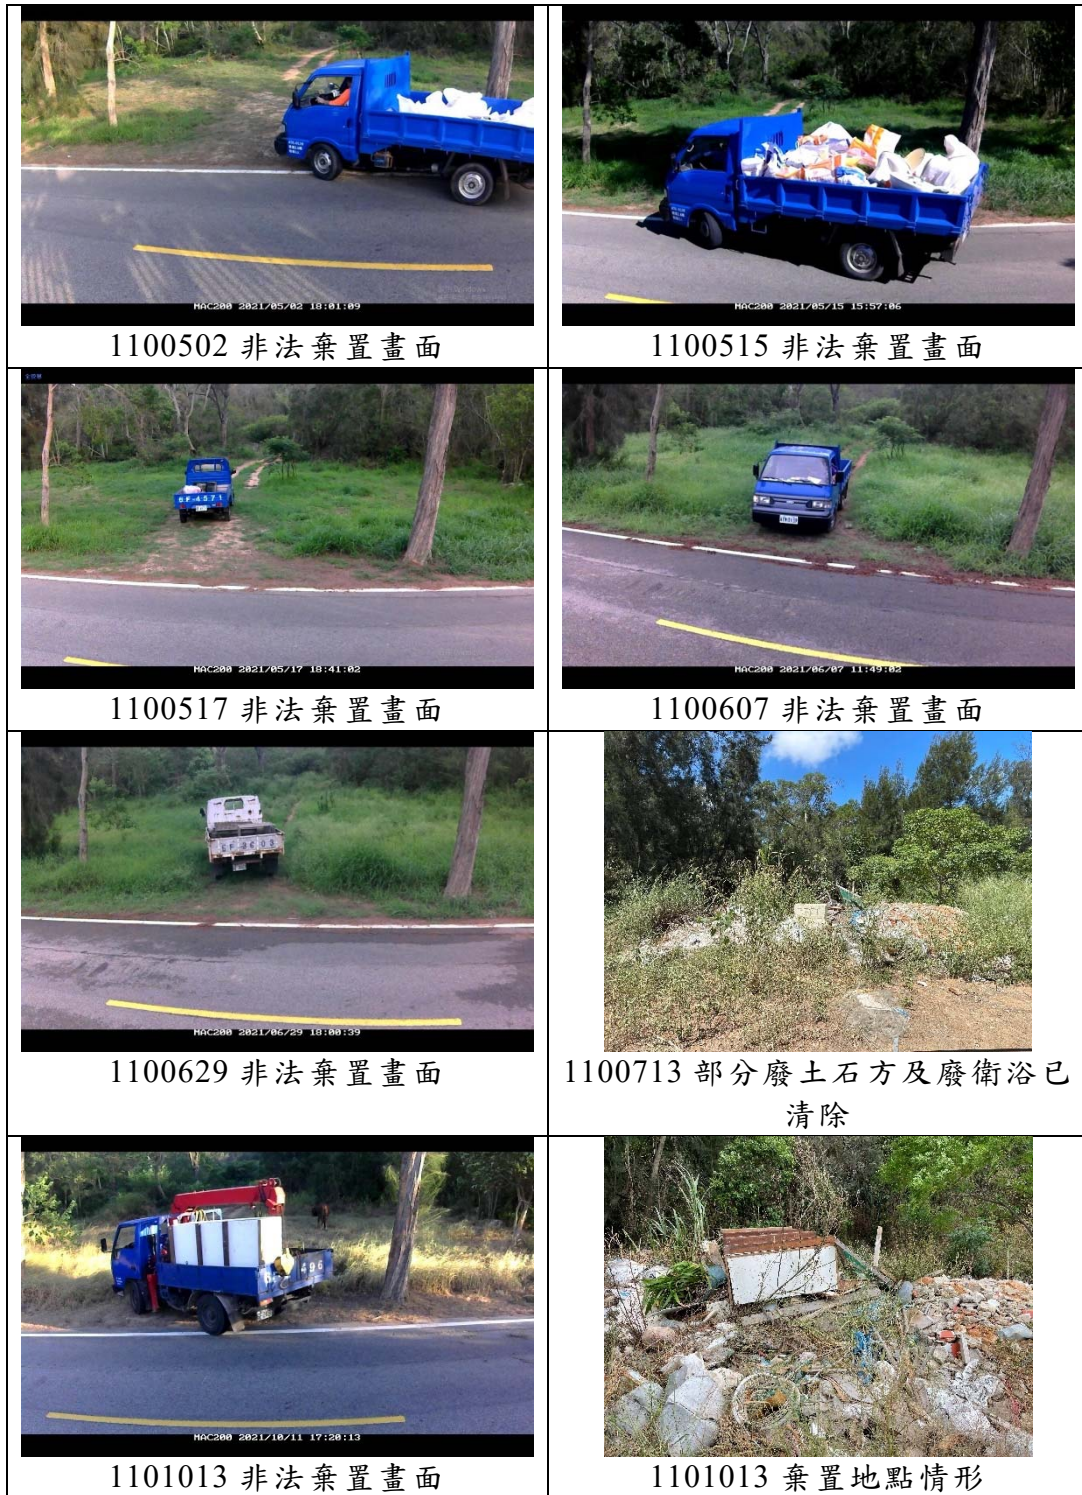 MAC200 2021/05/02 18:01:09
MAC200 2021/05/15 15:57:06
1100502 非法棄置畫面
1100515 非法棄置畫面
BF-4571
MAC200 2021/05/17 18:41:02
MAC200 2021/06/07 11:49:02
1100517 非法棄置畫面
1100607 非法棄置畫面
MAC200 2021/06/29 18:00:39
1100629 非法棄置畫面
1100713 部分廢土石方及廢衛浴已
清除
496
MAC200 2021/10/11 17:20:13
1101013 非法棄置畫面
1101013 棄置地點情形